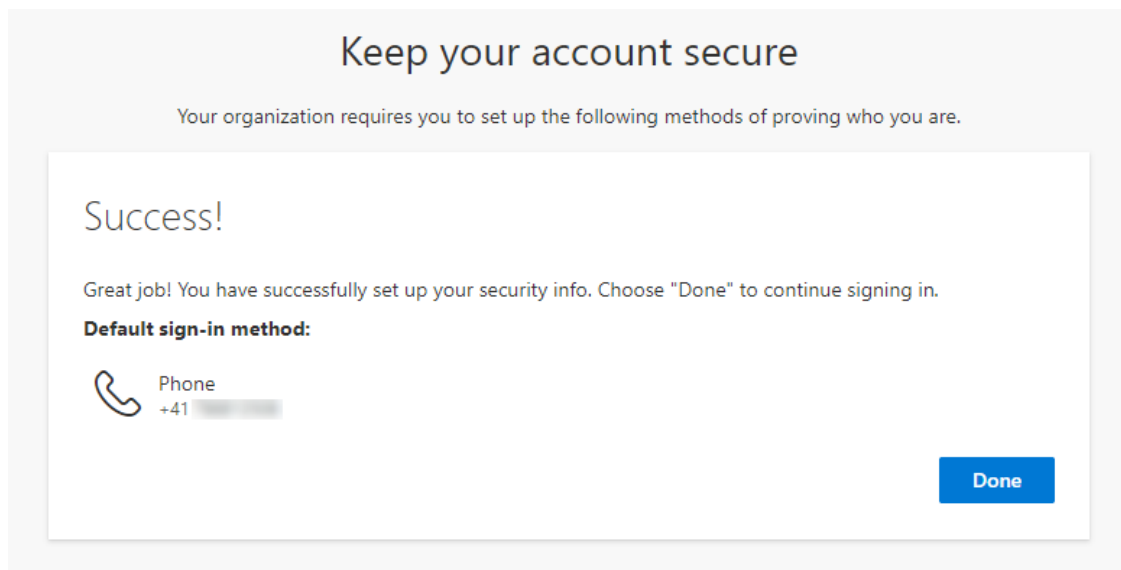 Keep your account secure
Your organization requires you to set up the following methods of proving who you are.
Success!
Great job! You have successfully set up your security info. Choose "Done" to continue signing in.
Default sign-in method:
Phone
+41
Done